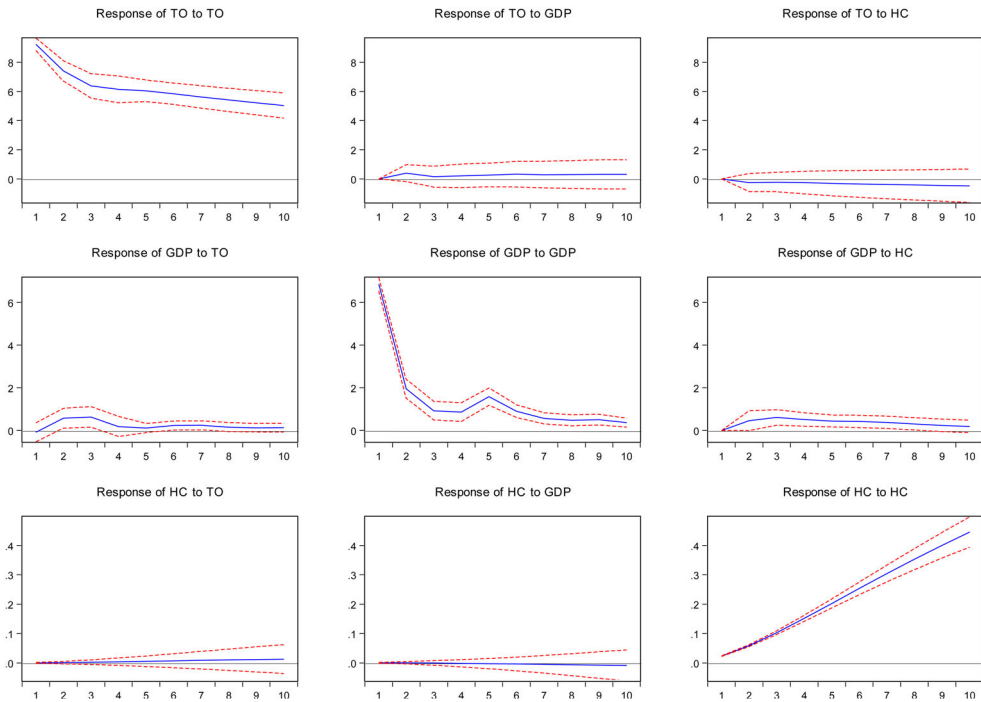 Response of TO to TO
Response of TO to GDP
Response of TO to HC
8
6
4
2
0
1 2 3 4 5 6 7 8 9 10
8
6
4
2
0
1 2 3 4 5 6 7 8 9 10
8
6
4
2
0
1 2 3 4 5 6 7 8 9 10
Response of GDP to TO
Response of GDP to GDP
Response of GDP to HC
6
4
2
0
1 2 3 4 5 6 7 8 9 10
6
4
2
0
1 2 3 4 5 6 7 8 9 10
6
4
2
0
1 2 3 4 5 6 7 8 9 10
Response of HC to TO
Response of HC to GDP
Response of HC to HC
.4
.3
.2
.1
.0
1 2 3 4 5 6 7 8 9 10
.4
.3
.2
.1
.0
1 2 3 4 5 6 7 8 9 10
.4
.3
.2
.1
.0
1 2 3 4 5 6 7 8 9 10